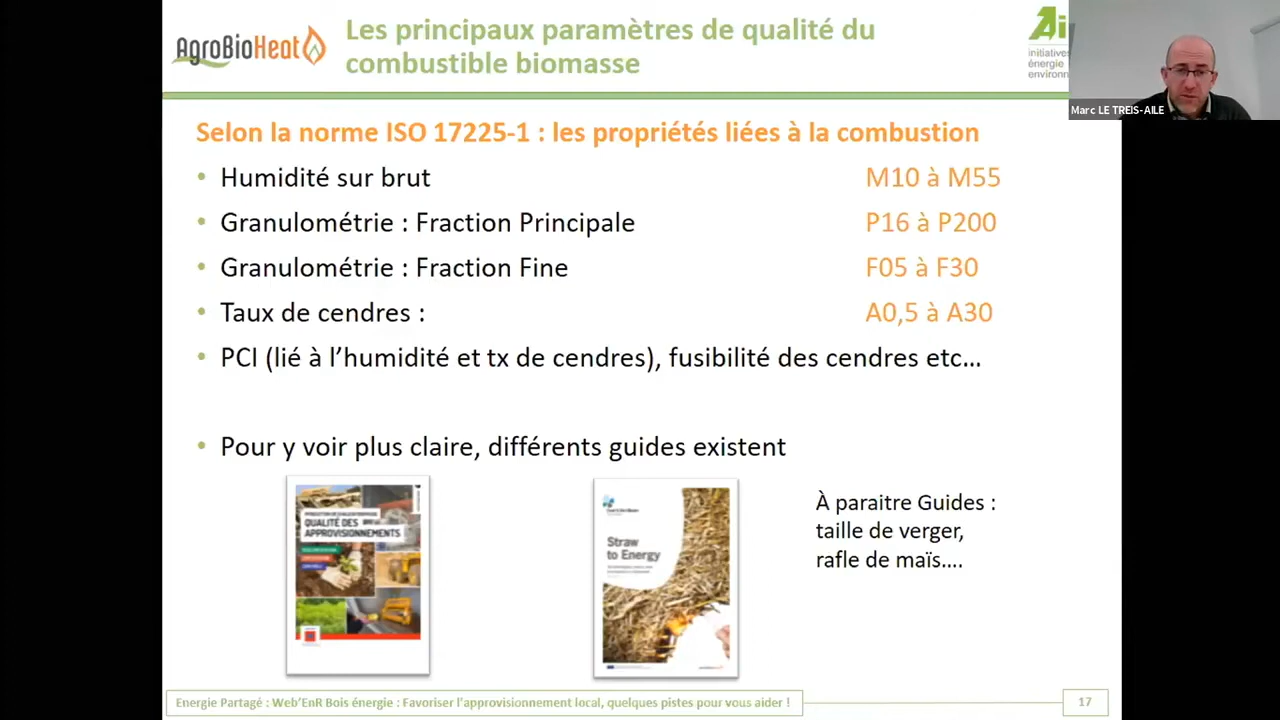 AgroBioHeat
Les principaux paramètres de qualité du
combustible biomasse
initiatives
énergie
environn
Marc LE TREIS-AILE
Selon la norme ISO 17225-1 : les propriétés liées à la combustion
• Humidité sur brut M10 à M55
• Granulométrie : Fraction Principale P16 à P200
• Granulométrie : Fraction Fine F05 à F30
• Taux de cendres : A0,5 à A30
• PCI (lié à l'humidité et tx de cendres), fusibilité des cendres etc…
• Pour y voir plus claire, différents guides existent
QUALITÉ DES
APPROVISIONNEMENTS
Straw
to Energy
À paraitre Guides :
taille de verger,
rafle de maïs….
Energie Partagé : Web'EnR Bois énergie : Favoriser l'approvisionnement local, quelques pistes pour vous aider !
17